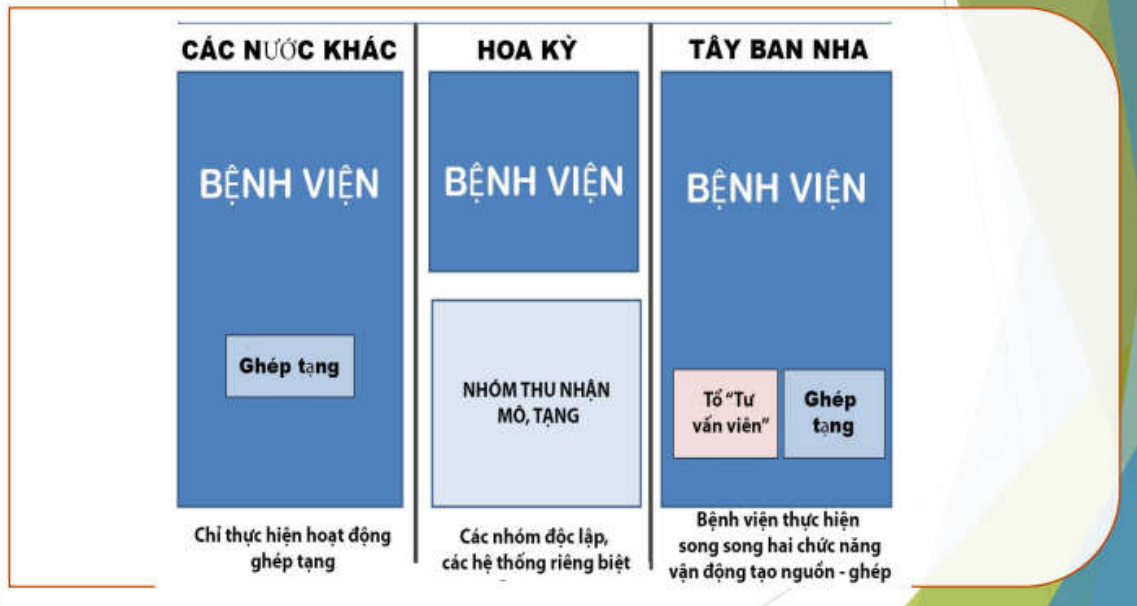 CÁC NƯỚC KHÁC
BỆNH VIỆN
Ghép tạng
Chỉ thực hiện hoạt động
ghép tạng
HOA KỲ
BỆNH VIỆN
NHÓM THU NHẬN
MÔ, TẠNG
Các nhóm độc lập,
các hệ thống riêng biệt
TÂY BAN NHA
BỆNH VIỆN
Tổ “Tư
vấn viên”
Ghép
tạng
Bệnh viện thực hiện
song song hai chức năng
vận động tạo nguồn - ghép